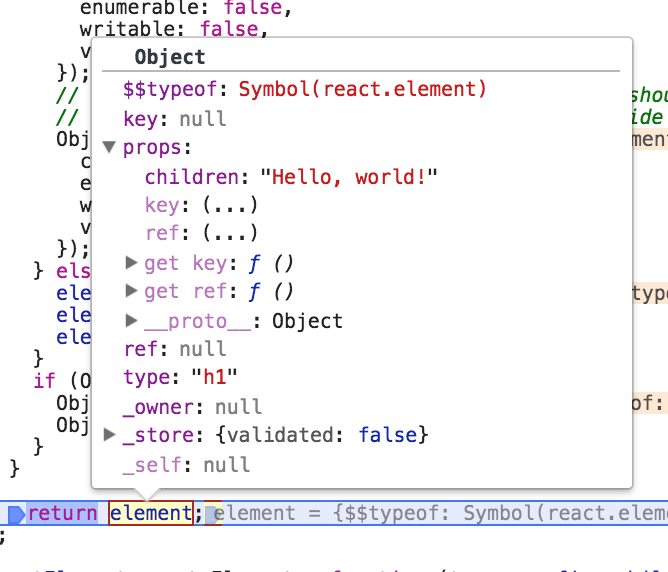 enumerable: false,
writable: false,
v
});
Object
$$typeof: Symbol(react.element)
//
key: null
//
ide
Obj
props:
ment
c
children: "Hello, world!"
e
key: (...)
w
ref: (...)
v
});
get key: ƒ ()
} els
get ref: ƒ ()
ele
type
ele
__proto__: Object
ele
ref: null
}
type: "h1"
if (O
Obj
_owner: null
of:
Obj
_store: {validated: false}
}
_self: null
}
return element; element = {$$typeof: Symbol(react.eleme
;